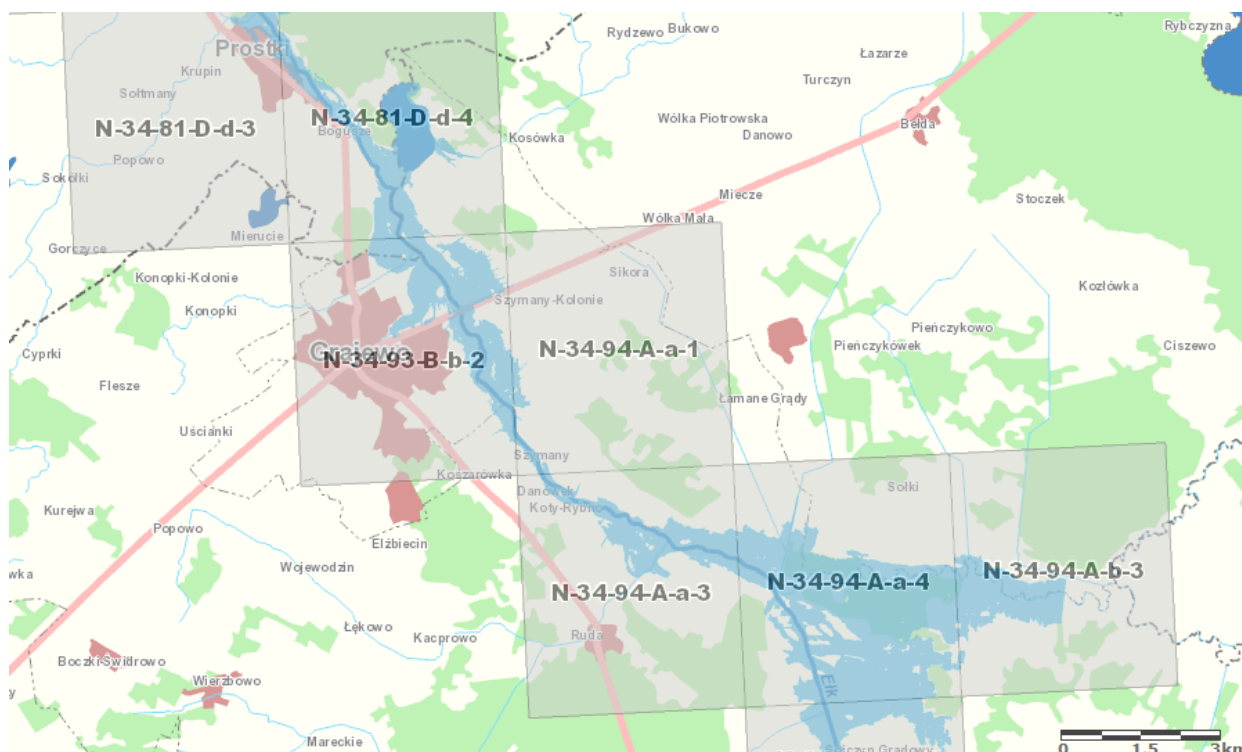 Rybczyzna
Bukowo
Rydzewo
Prostki
Łazarze
Krupin
Turczyn
Sołtmany
N-34-81-D-d-4
Wólka Piotrowska
Bełda
N-34-81-D-d-3
Bogusze
Danowo
Kosówka
Popowo
Sokółki
Miecze
Stoczek
Wólka Mała
Mierucie
Gorczyce
Konopki-Kolonie
Sikora
Kozłówka
Szymany-Kolonie
Konopki
Pieńczykowo
Cyprki
Grajewo
N-34-93-B-b-2
N-34-94-A-a-1
Pieńczykówek
Ciszewo
Flesze
Łamane Grądy
Uścianki
Szymany
Koszarówka
Sołki
Danówek
Kurejwa
Koty-Rybno
Popowo
Elżbiecin
Wojewodzin
wka
N-34-94-A-a-3
N-34-94-A-a-4
N-34-94-A-b-3
Łękowo
Kacprowo
Ruda
Boczki-Świdrowo
Wierzbowo
Ełk
y
Mareckie
Sojczyn Grądowy
0 1.5 3km